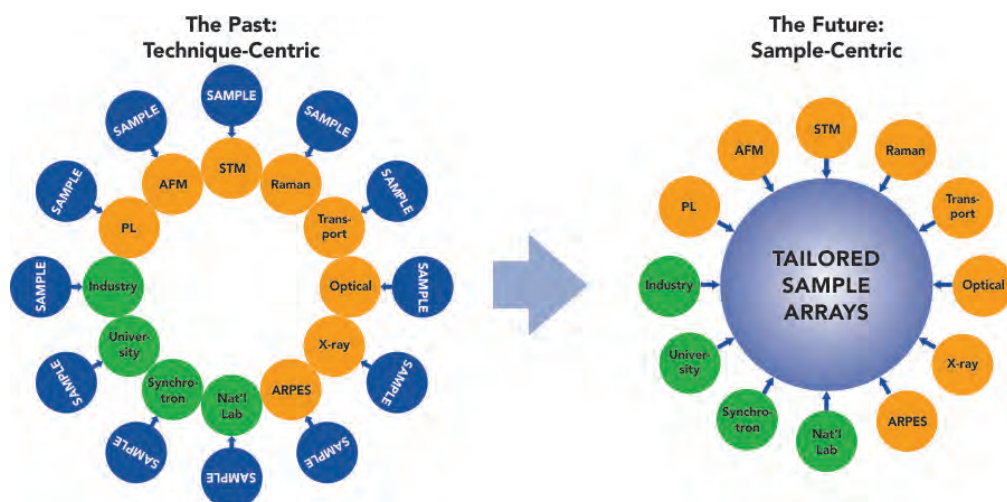 The Past:
Technique-Centric
SAMPLE
SAMPLE
SAMPLE
SAMPLE
SAMPLE
SAMPLE
SAMPLE
SAMPLE
SAMPLE
SAMPLE
SAMPLE
SAMPLE
STM
Raman
Trans-
port
Optical
X-ray
ARPES
Nat'l
Lab
Synchro-
tron
Univer-
sity
Industry
PL
AFM
The Future:
Sample-Centric
STM
Raman
Trans-
port
Optical
X-ray
ARPES
Nat'l
Lab
Synchro-
tron
Univer-
sity
Industry
PL
AFM
TAILORED
SAMPLE
ARRAYS